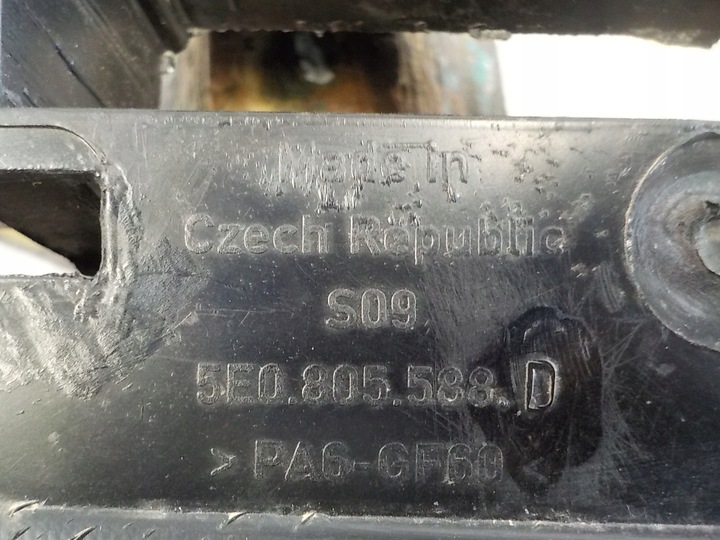 Made in
Czech Republic
S09
5E0.805.588. D
> PA6-GF60 <